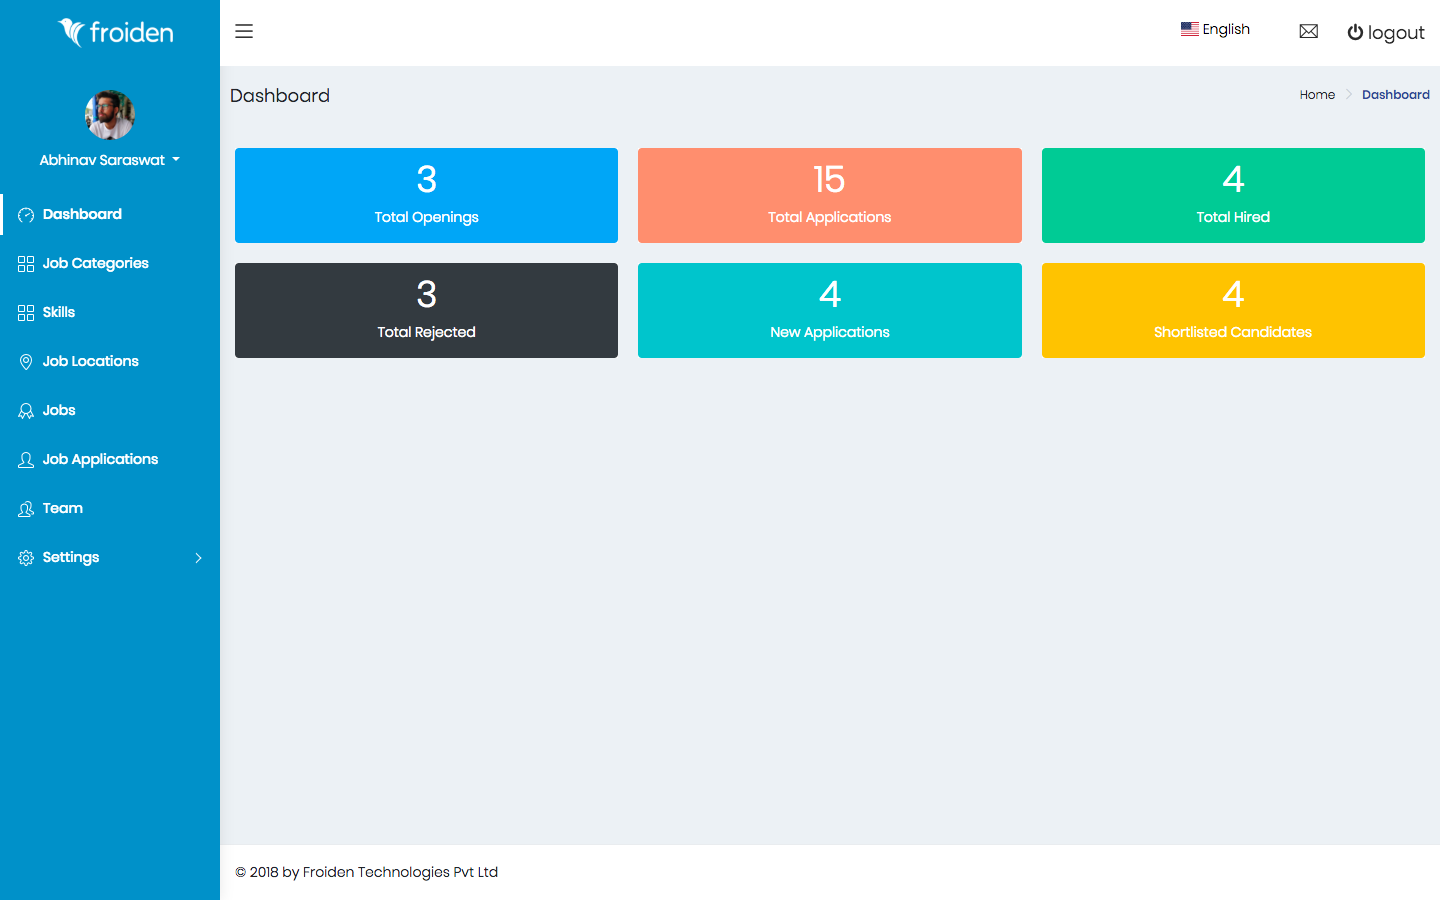 froiden
Abhinav Saraswat
Dashboard
Job Categories
Skills
Job Locations
Jobs
Job Applications
Team
Settings
English
logout
Dashboard
Home
Dashboard
3
Total Openings
15
Total Applications
4
Total Hired
3
Total Rejected
4
New Applications
4
Shortlisted Candidates
© 2018 by Froiden Technologies Pvt Ltd